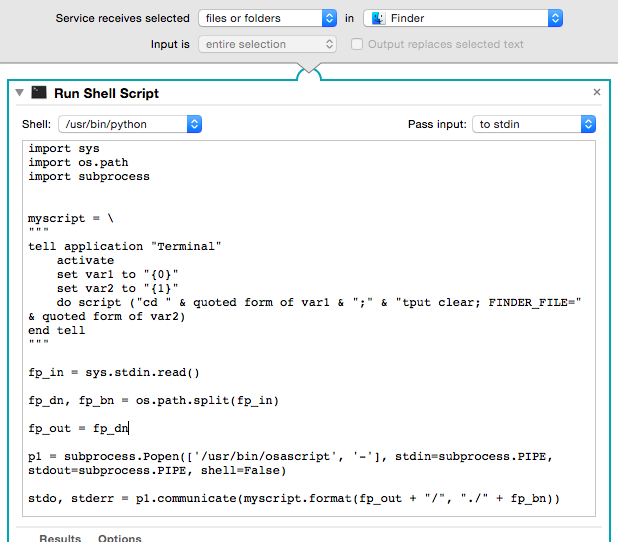 Service receives selected files or folders in Finder
Input is entire selection Output replaces selected text
Run Shell Script
Shell: /usr/bin/python Pass input: to stdin
import sys
import os.path
import subprocess
myscript = \
"""
tell application "Terminal"
    activate
    set var1 to "{0}"
    set var2 to "{1}"
    do script ("cd " & quoted form of var1 & ";" & "tput clear; FINDER_FILE="
& quoted form of var2)
end tell
"""
fp_in = sys.stdin.read()
fp_dn, fp_bn = os.path.split(fp_in)
fp_out = fp_dn
p1 = subprocess.Popen(['/usr/bin/osascript', '-'], stdin=subprocess.PIPE,
stdout=subprocess.PIPE, shell=False)
stdo, stderr = p1.communicate(myscript.format(fp_out + "/", "./" + fp_bn))
Results Options